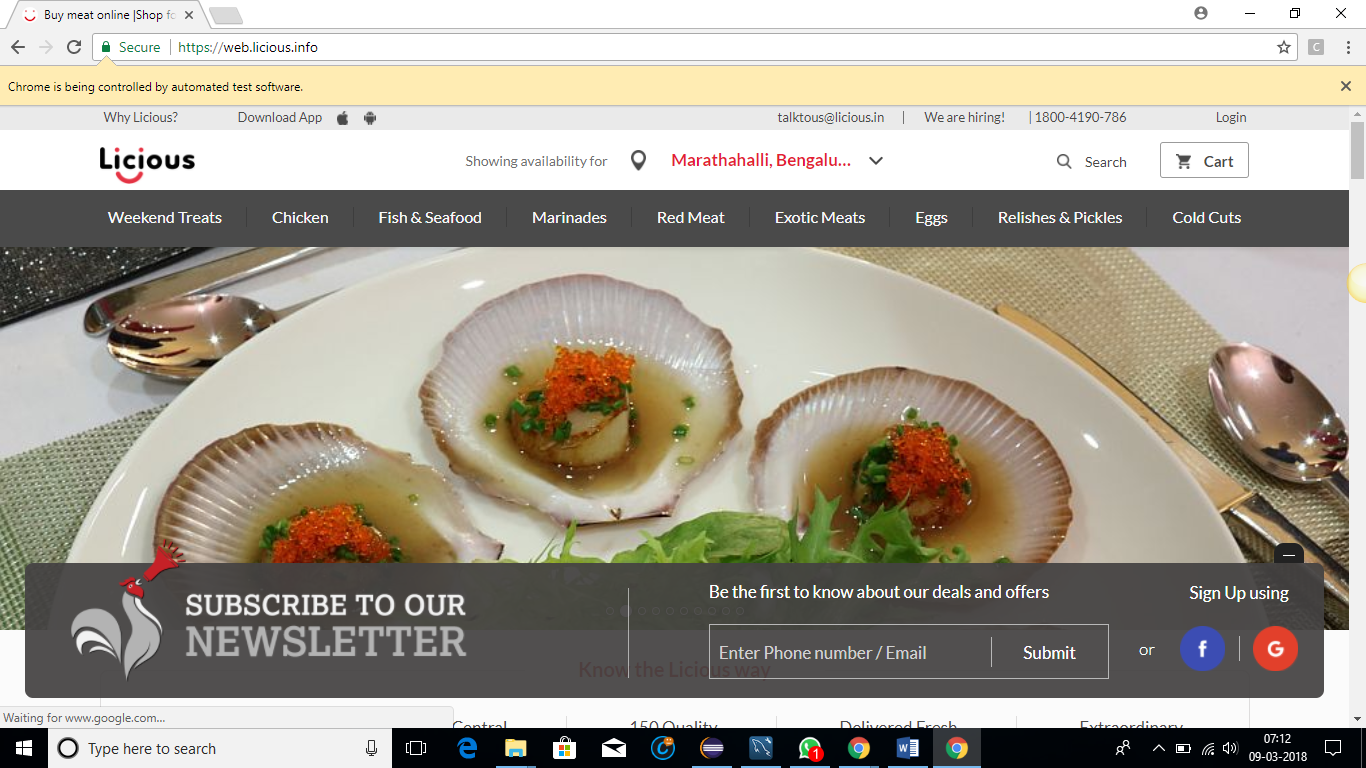 Buy meat online |Shop fo
Secure
https://web.licious.info
C
Chrome is being controlled by automated test software.
Why Licious?
Download App
talktous@licious.in
|
We are hiring!
| 1800-4190-786
Login
Licious
Showing availability for
Marathahalli, Bengalu...
Search
Cart
Weekend Treats
Chicken
Fish & Seafood
Marinades
Red Meat
Exotic Meats
Eggs
Relishes & Pickles
Cold Cuts
SUBSCRIBE TO OUR
NEWSLETTER
Be the first to know about our deals and offers
Enter Phone number / Email
Submit
or
Sign Up using
f
G
Know the Licious way
Waiting for www.google.com...
Central
150 Quality
Delivered Fresh
Extraordinary
Type here to search
1
07:12
09-03-2018